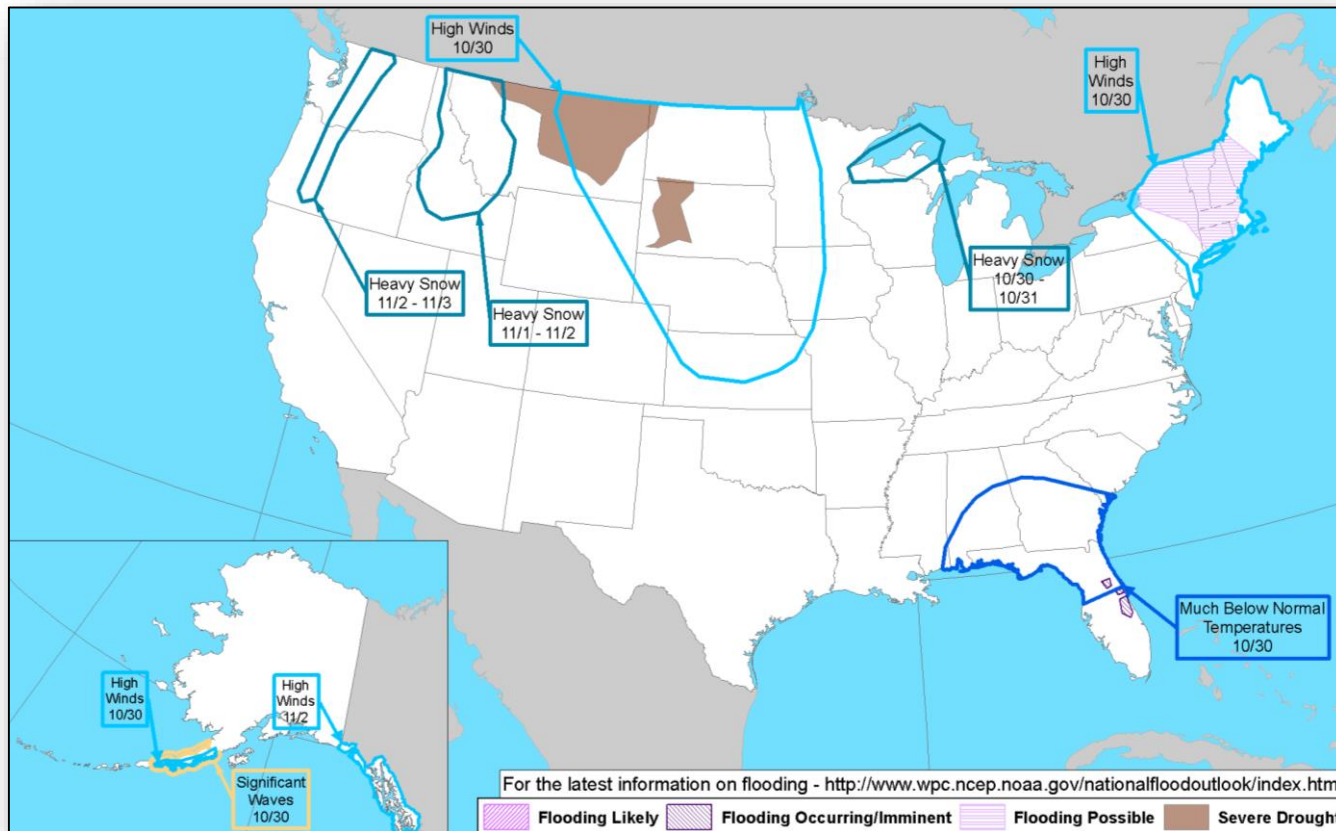 High Winds
10/30
High
Winds
10/30
Heavy Snow
11/2 - 11/3
Heavy Snow
11/1 - 11/2
Heavy Snow
10/30 -
10/31
Much Below Normal
Temperatures
10/30
High
Winds
10/30
High
Winds
11/2
Significant
Waves
10/30
For the latest information on flooding - http://www.wpc.ncep.noaa.gov/nationalfloodoutlook/index.htm
Flooding Likely Flooding Occurring/Imminent Flooding Possible Severe Drought